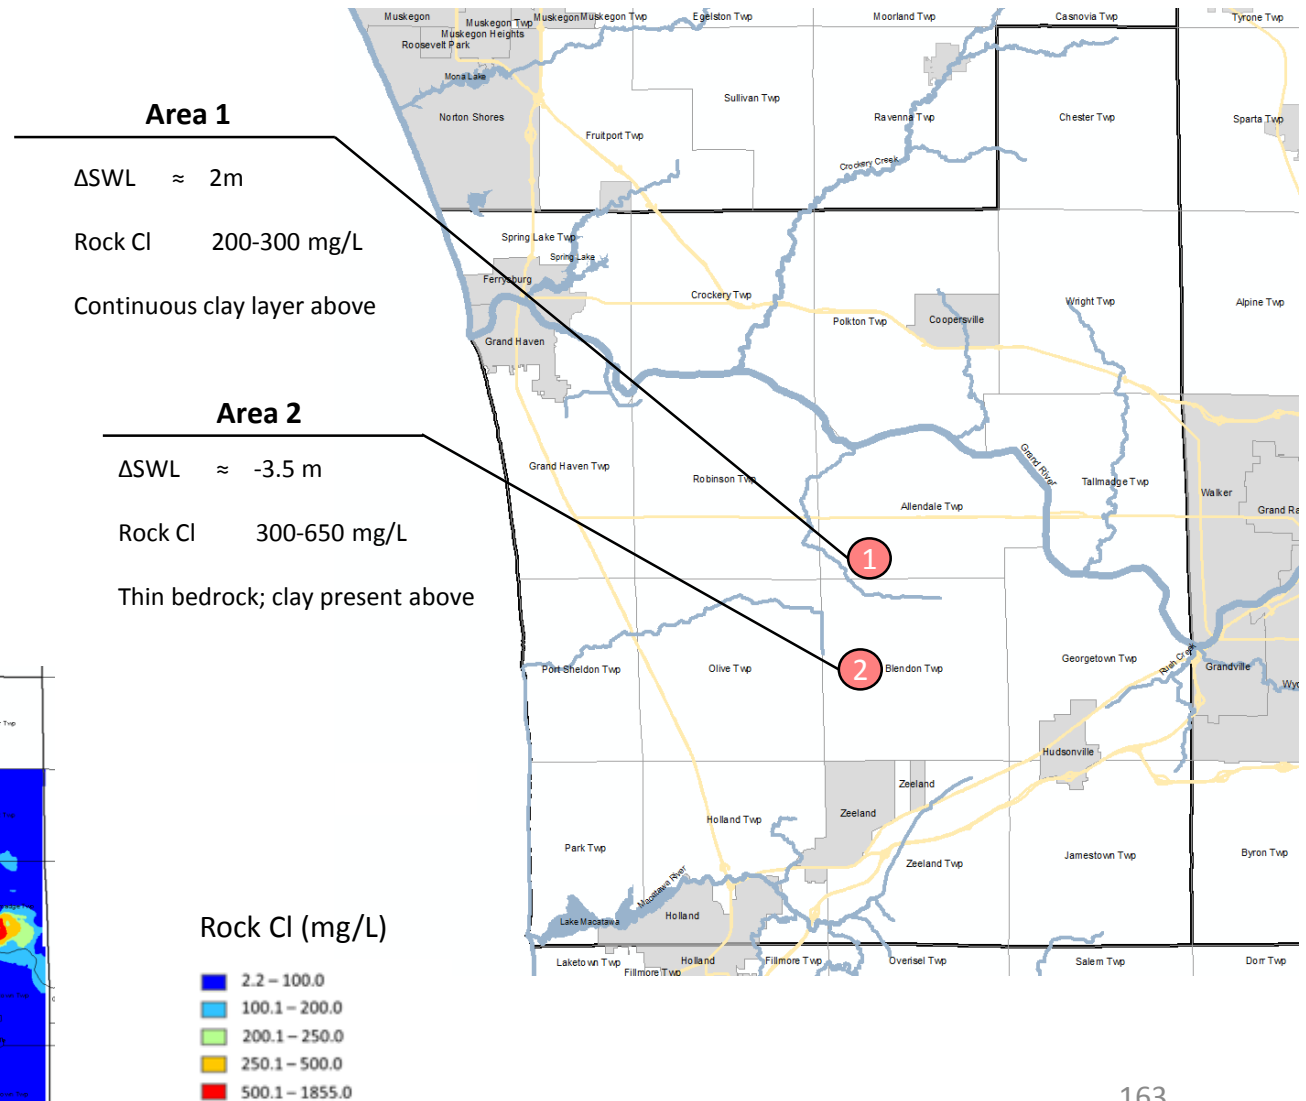 Area 1
ΔSWL ≈ 2m
Rock Cl 200-300 mg/L
Continuous clay layer above
Area 2
ΔSWL ≈ -3.5 m
Rock Cl 300-650 mg/L
Thin bedrock; clay present above
Rock Cl (mg/L)
2.2 – 100.0
100.1 – 200.0
200.1 – 250.0
250.1 – 500.0
500.1 – 1855.0
Muskegon
Muskegon Twp
Muskegon
Muskegon Twp
Egelston Twp
Moorland Twp
Casnovia Twp
Tyrone Twp
Muskegon Heights
Roosevelt Park
Mona Lake
Norton Shores
Fruitport Twp
Sullivan Twp
Ravenna Twp
Chester Twp
Sparta Twp
Crockery Creek
Spring Lake Twp
Spring Lake
Ferrysburg
Crockery Twp
Polkton Twp
Coopersville
Wright Twp
Alpine Twp
Grand Haven
Grand Haven Twp
Robinson Twp
Allendale Twp
Grand River
Tallmadge Twp
Walker
Grand Ra
1
Port Sheldon Twp
Olive Twp
2
Blendon Twp
Georgetown Twp
Rush Creek
Grandville
Wyo
Hudsonville
Zeeland
Zeeland
Holland Twp
Park Twp
Zeeland Twp
Jamestown Twp
Byron Twp
Macatawa River
Lake Macatawa
Holland
Laketown Twp
Fillmore Twp
Holland
Fillmore Twp
Overisel Twp
Salem Twp
Dorr Twp
163